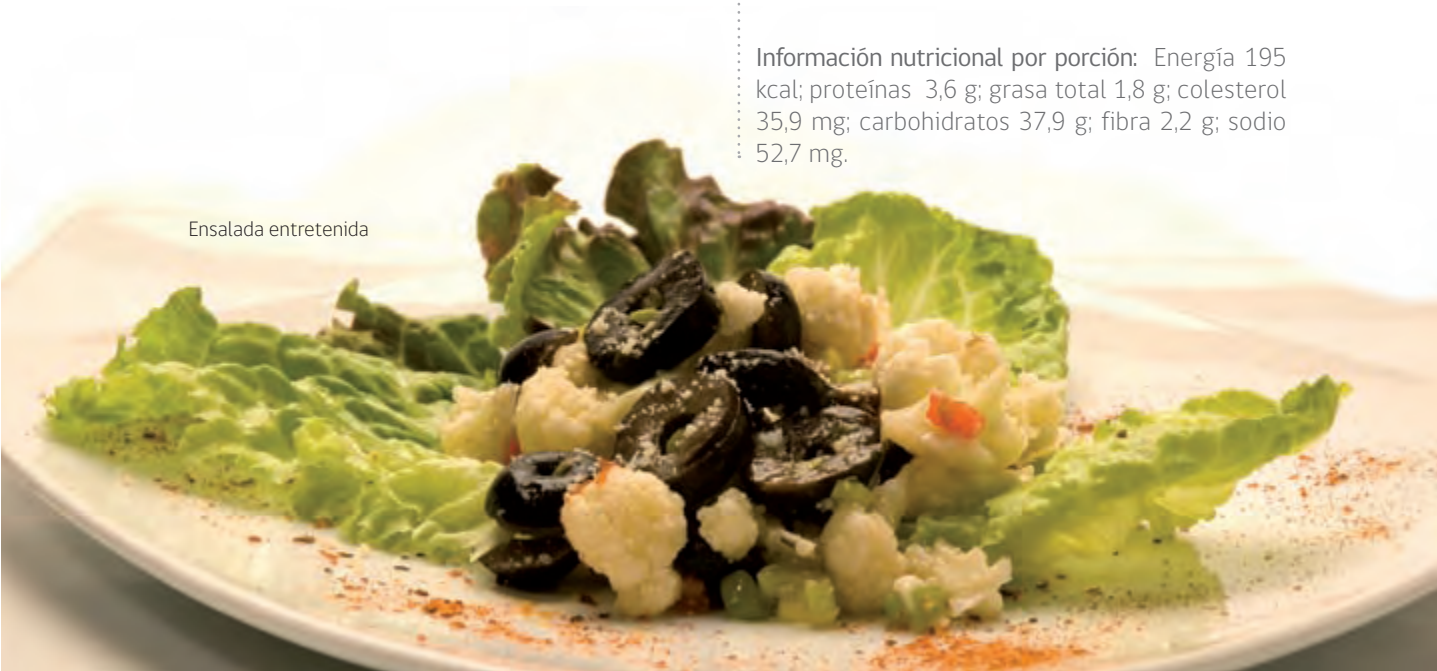 Información nutricional por porción: Energía 195
kcal; proteínas 3,6 g; grasa total 1,8 g; colesterol
35,9 mg; carbohidratos 37,9 g; fibra 2,2 g; sodio
52,7 mg.
Ensalada entretenida